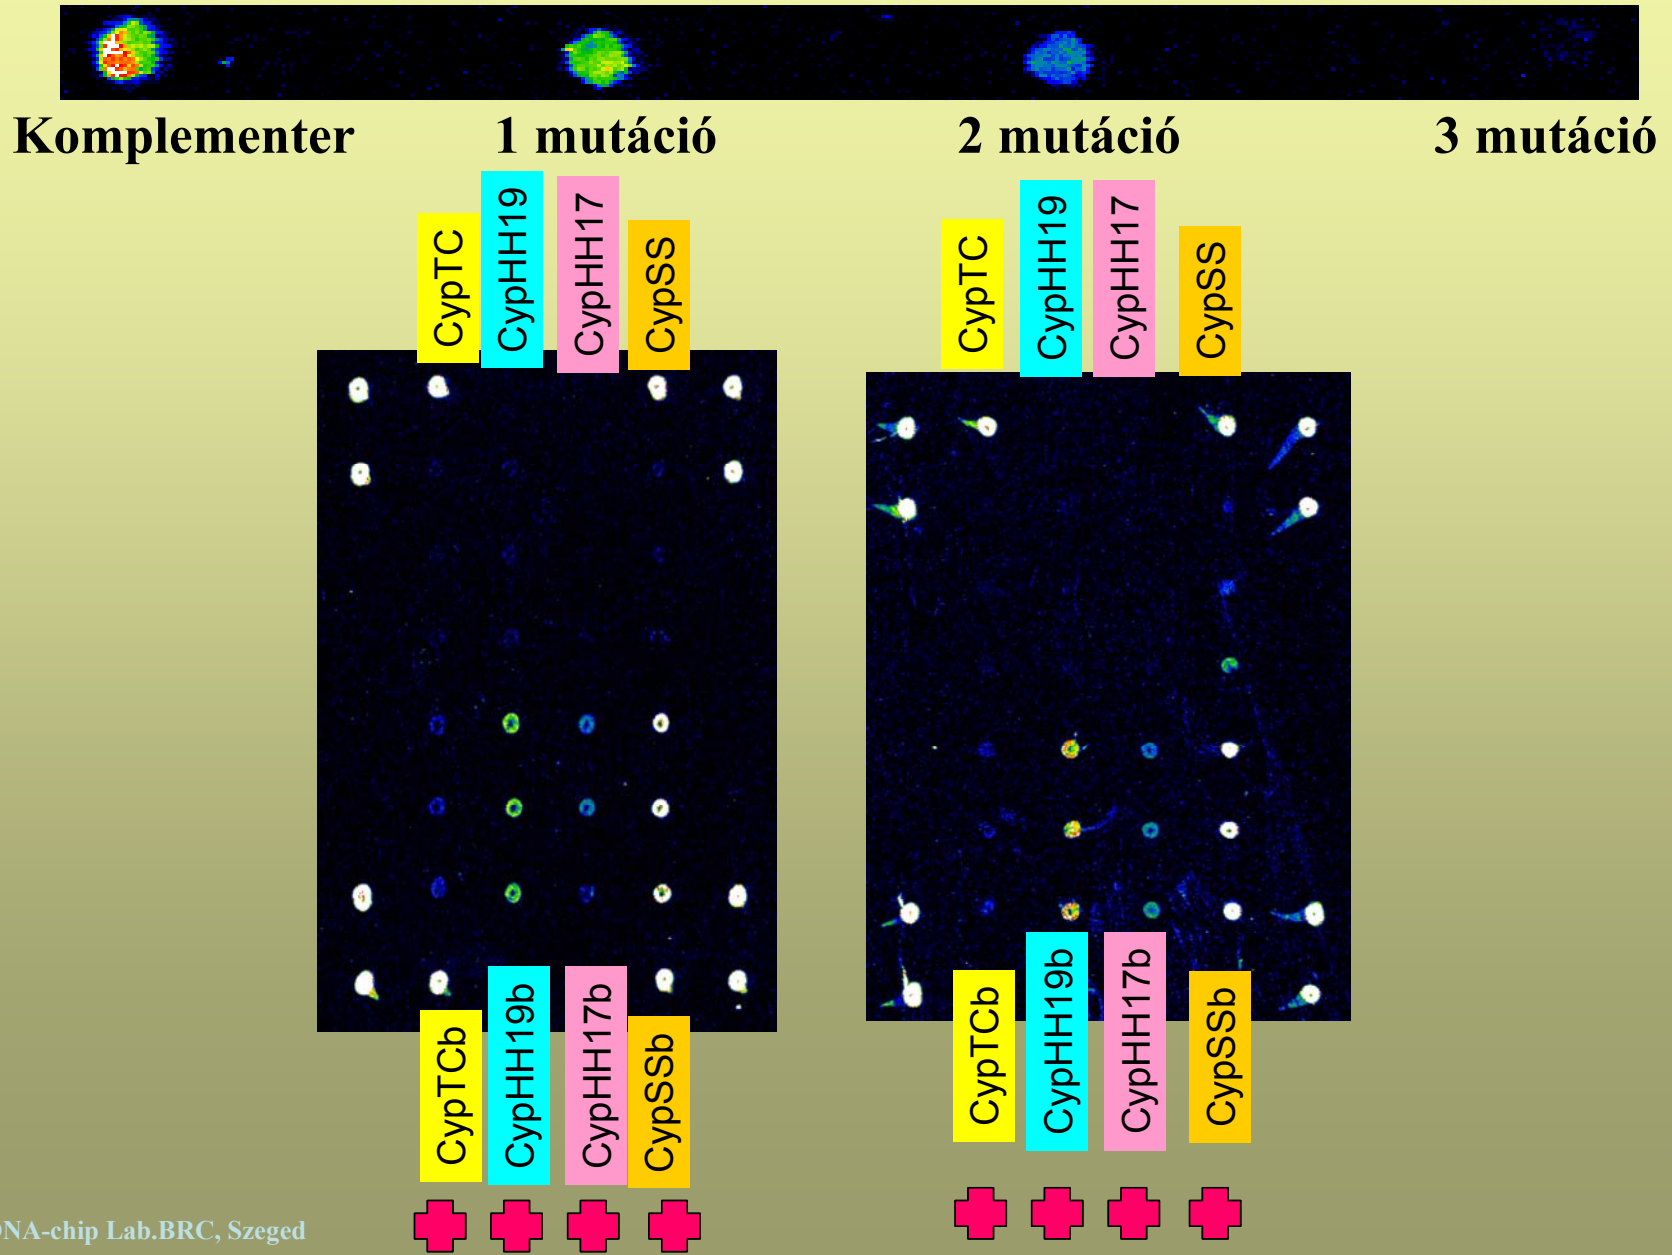 Komplementer 1 mutáció 2 mutáció 3 mutáció
CypTC CypHH19 CypHH17 CypSS
CypTC CypHH19 CypHH17 CypSS
CypTCb CypHH19b CypHH17b CypSSb
CypTCb CypHH19b CypHH17b CypSSb
NA-chip Lab.BRC, Szeged